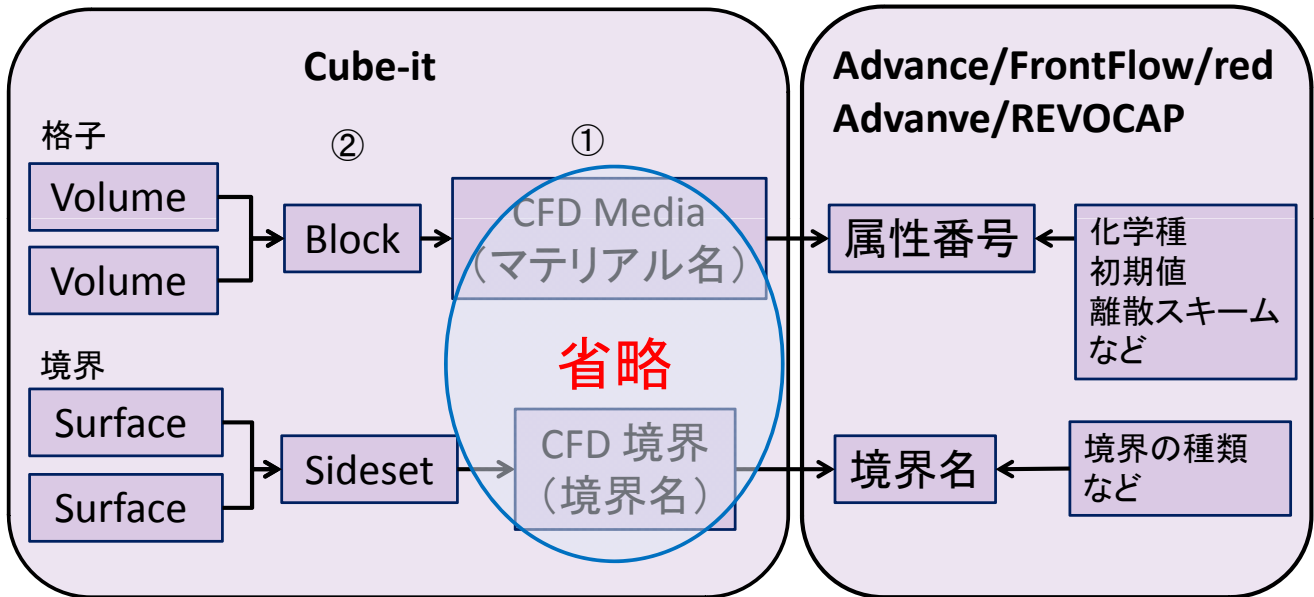 Cube-it
格子
②
①
Volume
Volume
Block
CFD Media
（マテリアル名）
省略
境界
Surface
Surface
Sideset
CFD 境界
（境界名）
Advance/FrontFlow/red
Advanve/REVOCAP
属性番号
化学種
初期値
離散スキーム
など
境界名
境界の種類
など